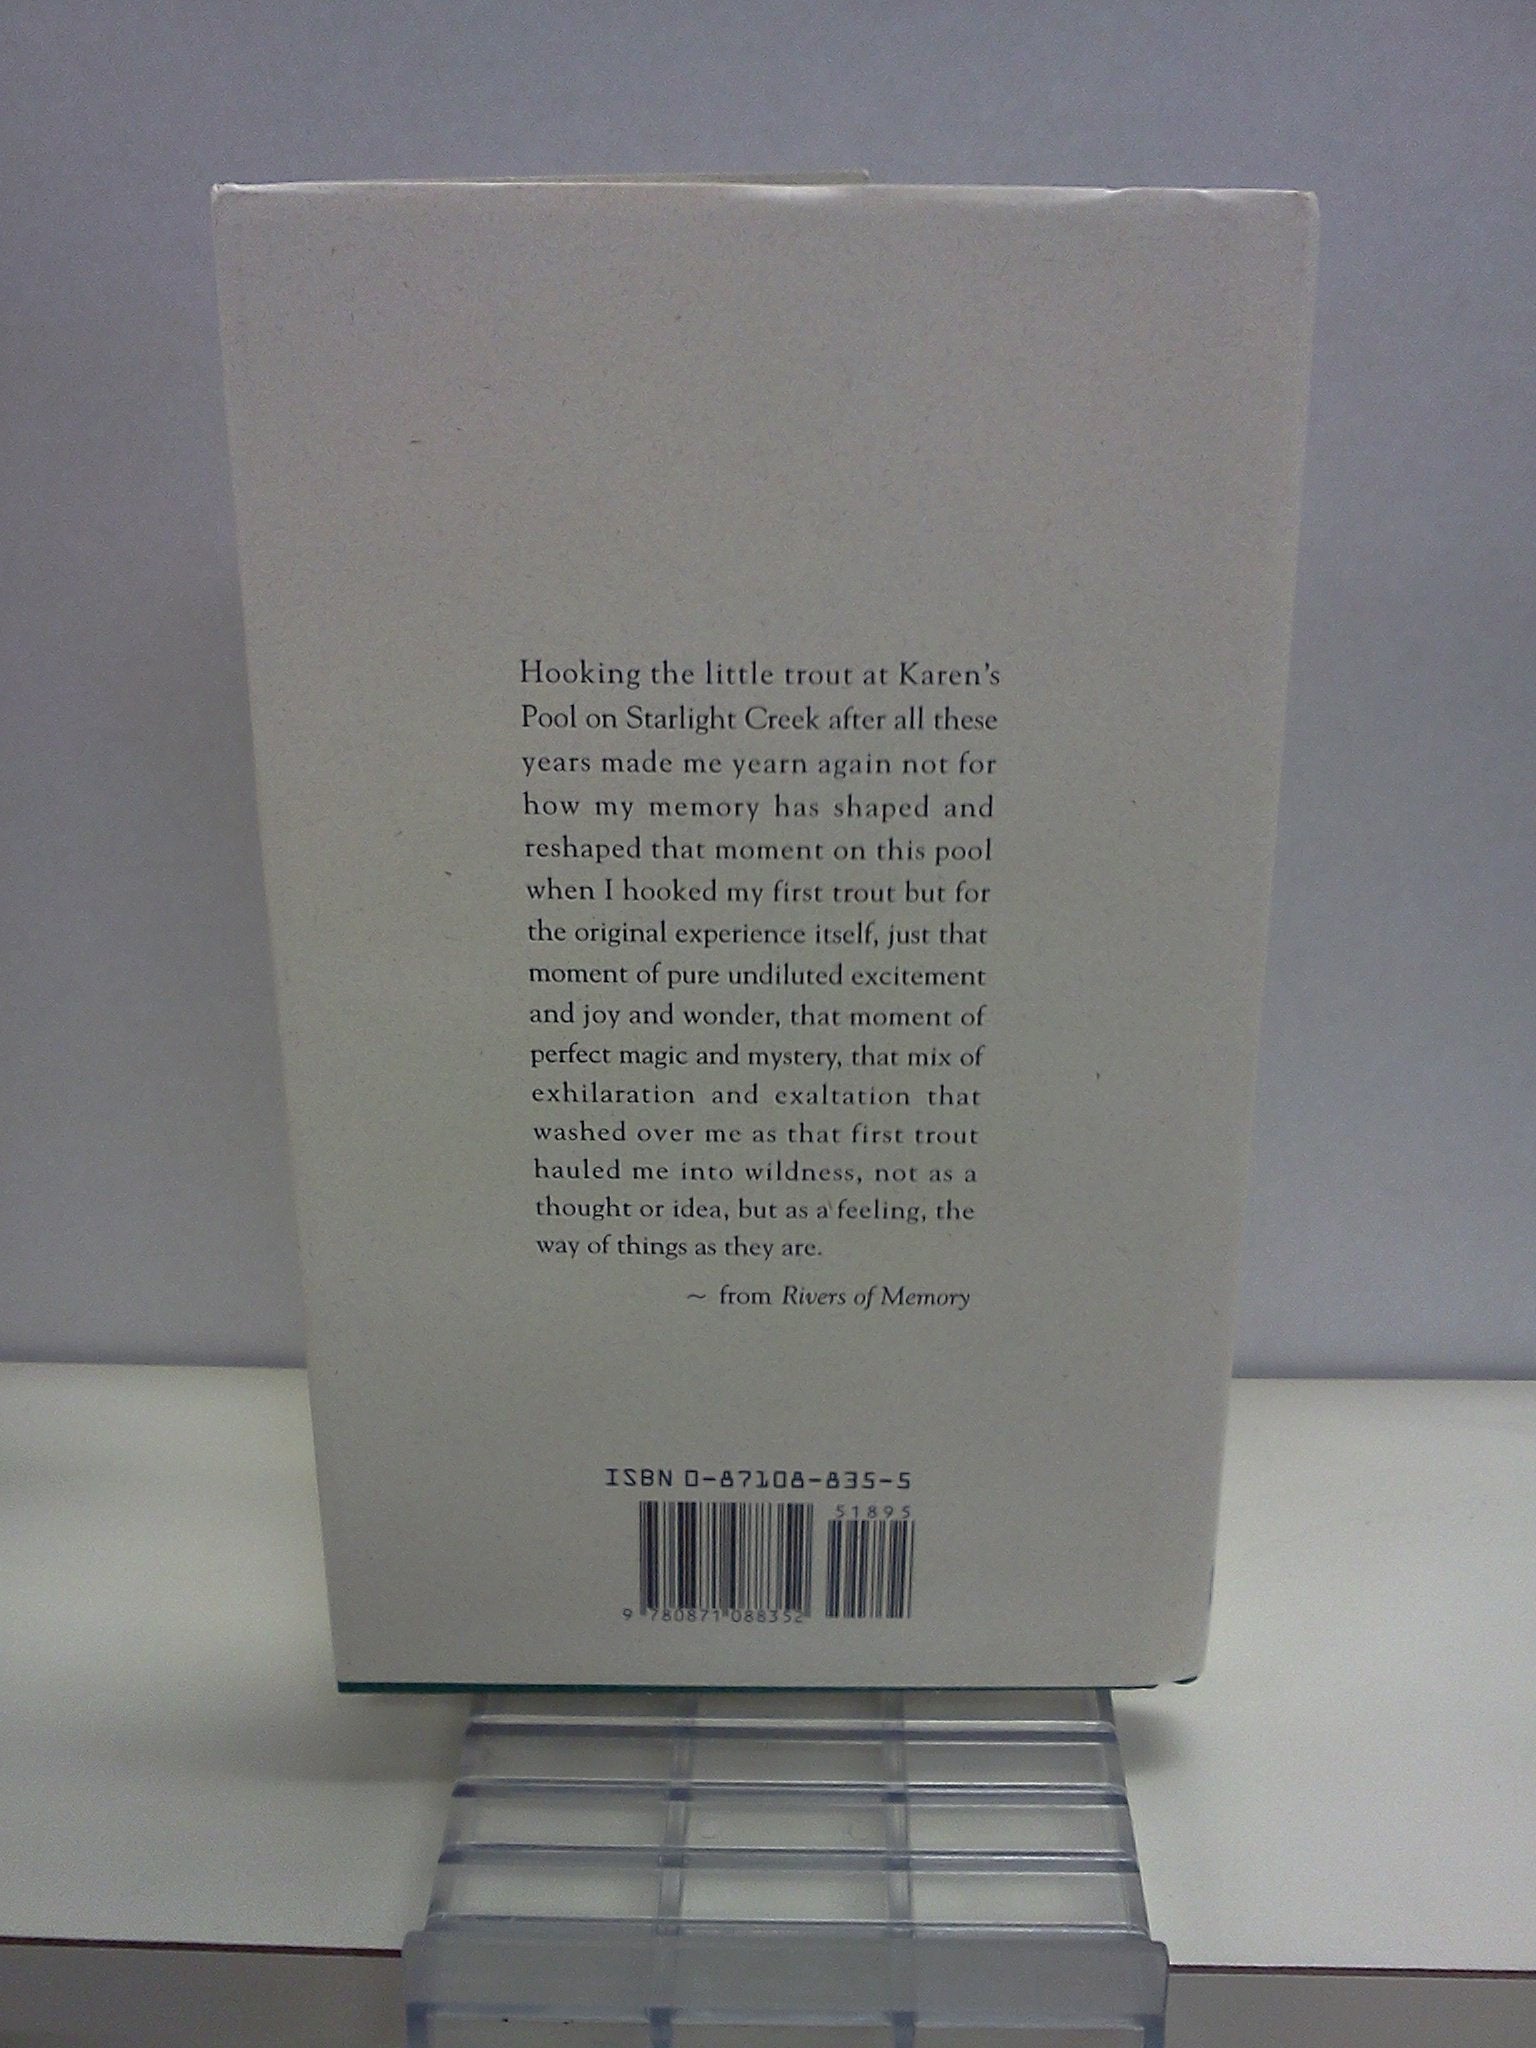 Hooking the little trout at Karen's
Pool on Starlight Creek after all these
years made me yearn again not for
how my memory has shaped and
reshaped that moment on this pool
when I hooked my first trout but for
the original experience itself, just that
moment of pure undiluted excitement
and joy and wonder, that moment of
perfect magic and mystery, that mix of
exhilaration and exaltation that
washed over me as that first trout
hauled me into wildness, not as a
thought or idea, but as a feeling, the
way of things as they are.
~ from Rivers of Memory
ISBN 0-87108-835-5
51895
9 780871 088352